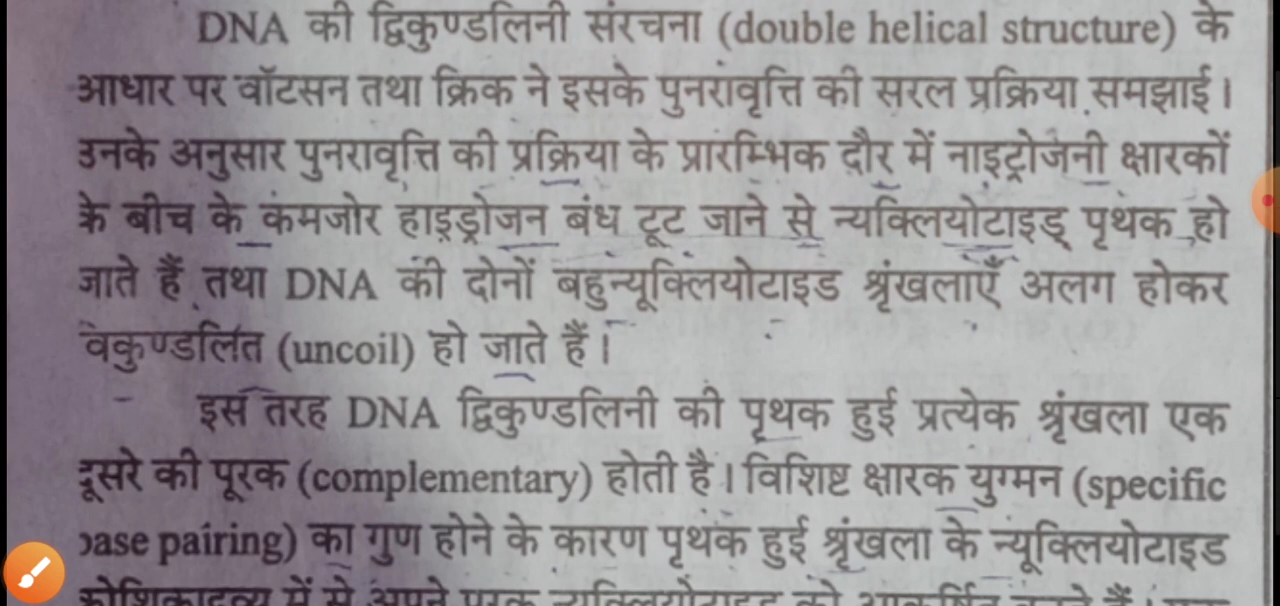 DNA की द्विकुण्डलिनी संरचना (double helical structure) के
आधार पर वॉटसन तथा क्रिक ने इसके पुनरावृत्ति की सरल प्रक्रिया समझाई।
उनके अनुसार पुनरावृत्ति की प्रक्रिया के प्रारम्भिक दौर में नाइट्रोजनी क्षारकों
के बीच के कमजोर हाइड्रोजन बंध टूट जाने से न्यक्लियोटाइड् पृथक हो
जाते हैं तथा DNA की दोनों बहुन्यूक्लियोटाइड श्रृंखलाएँ अलग होकर
वकुण्डलित (uncoil) हो जाते हैं।
इस तरह DNA द्विकुण्डलिनी की पृथक हुई प्रत्येक श्रृंखला एक
दूसरे की पूरक (complementary) होती है। विशिष्ट क्षारक युग्मन (specific
base pairing) का गुण होने के कारण पृथक हुई श्रृंखला के न्यूक्लियोटाइड
में से अपने पूरक को